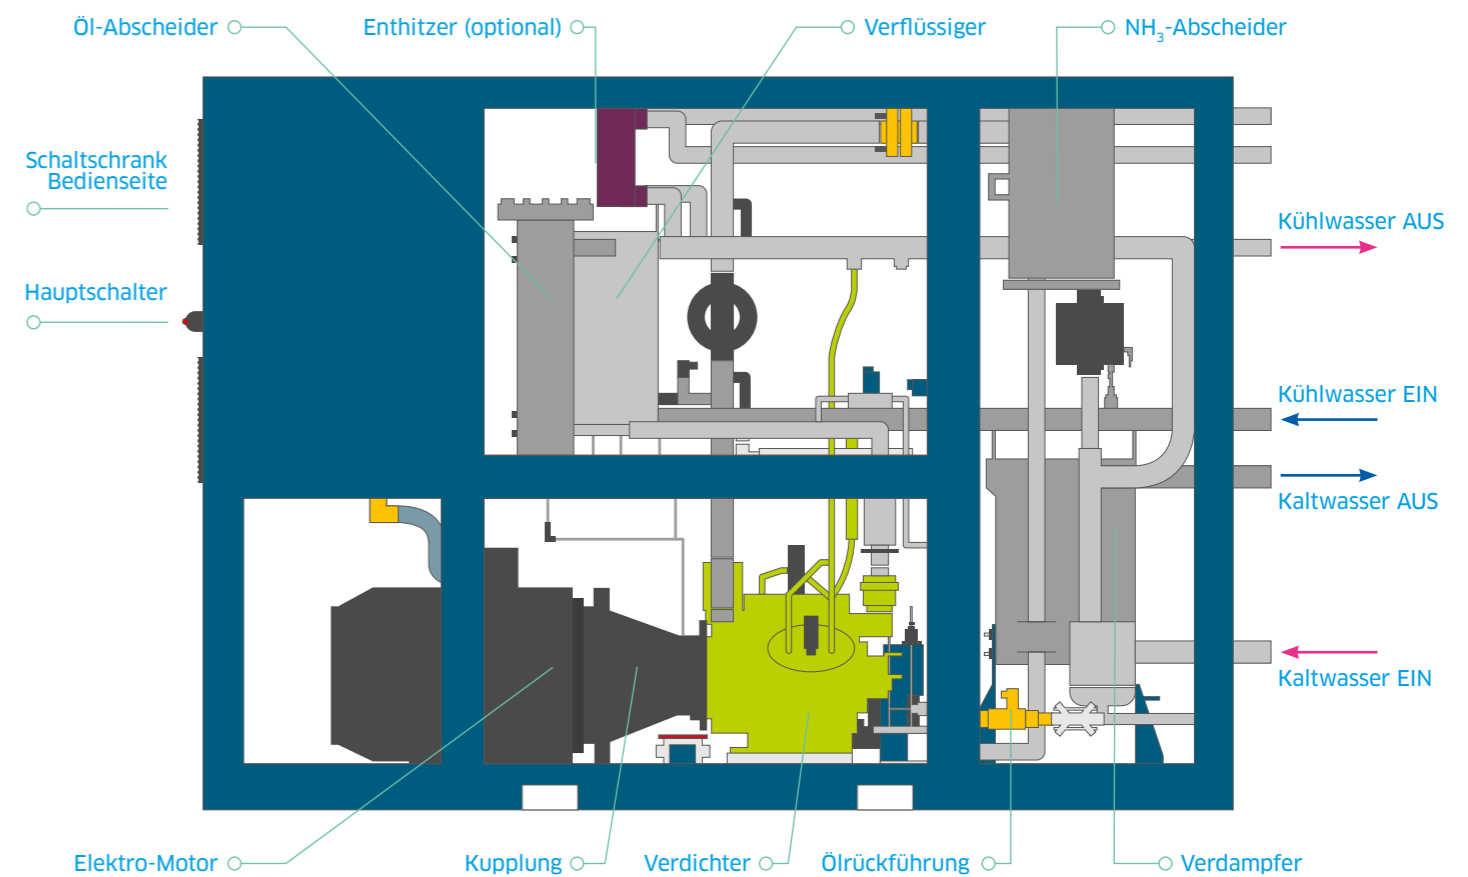 Öl-Abscheider
Enthitzer (optional)
Verflüssiger
NH₃-Abscheider
Schaltschrank
Bedienseite
Kühlwasser AUS
Hauptschalter
Kühlwasser EIN
Kaltwasser AUS
Kaltwasser EIN
Elektro-Motor
Kupplung
Verdichter
Ölrückführung
Verdampfer